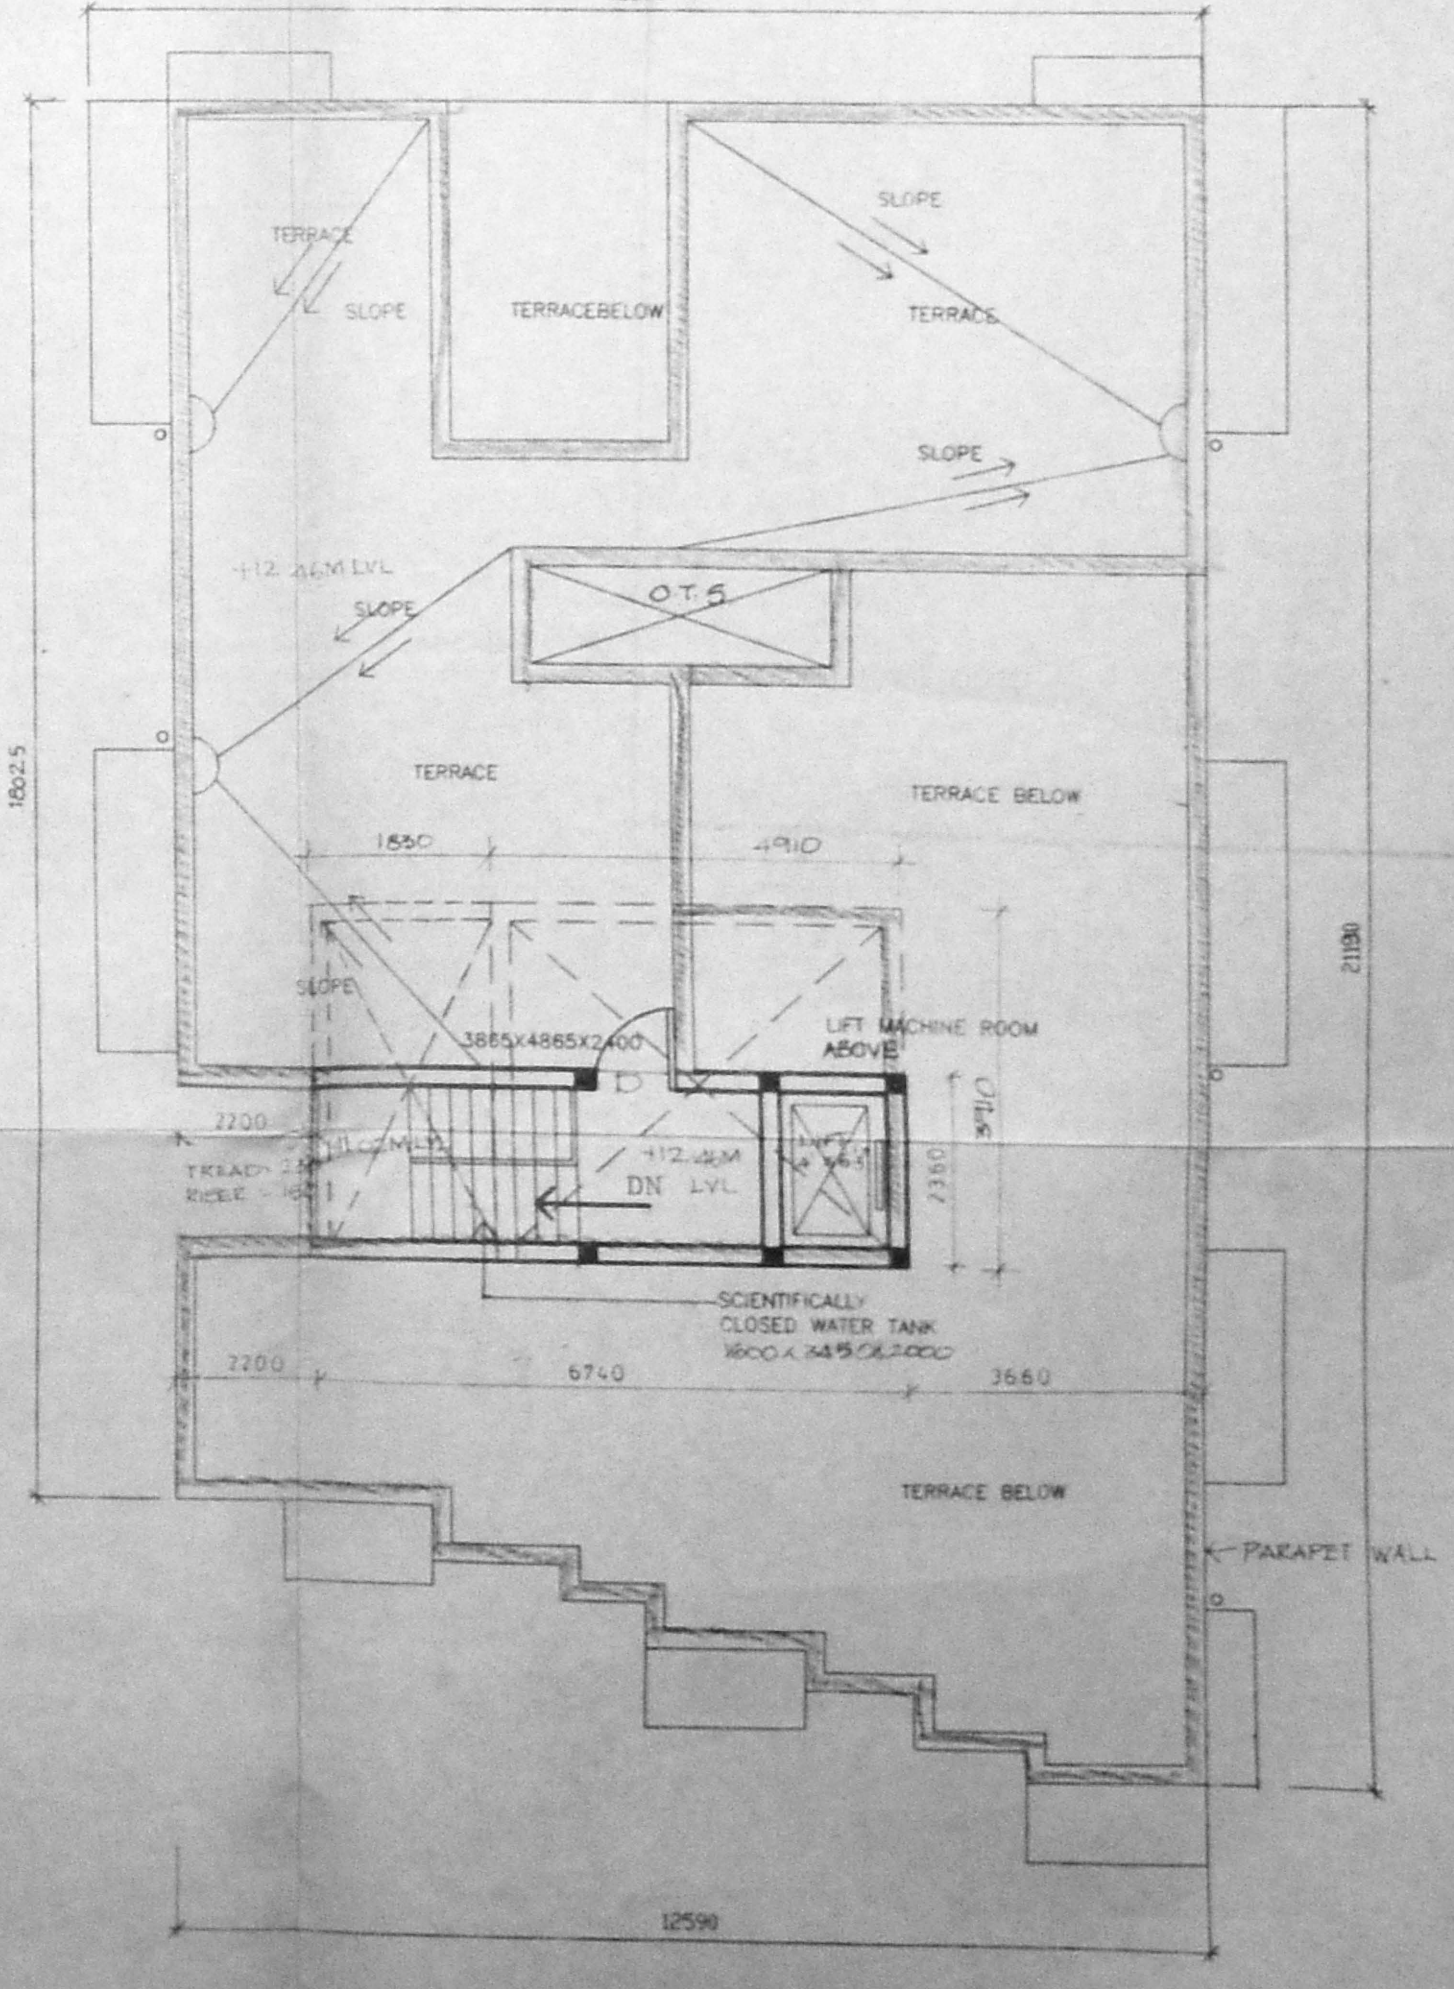 SLOPE
TERRACE
SLOPE
TERRACEBELOW
TERRACE
SLOPE
O.T.S
+12.46M LVL
SLOPE
18025
TERRACE
TERRACE BELOW
1830
4910
21190
SLOPE
3865X4865X2400
LIFT MACHINE ROOM
ABOVE
D
3910
2200
+12.46M
DN LVL
2360
TREAD
RISER
SCIENTIFICALLY
CLOSED WATER TANK
2200
6740
3660
TERRACE BELOW
PARAPET WALL
12590